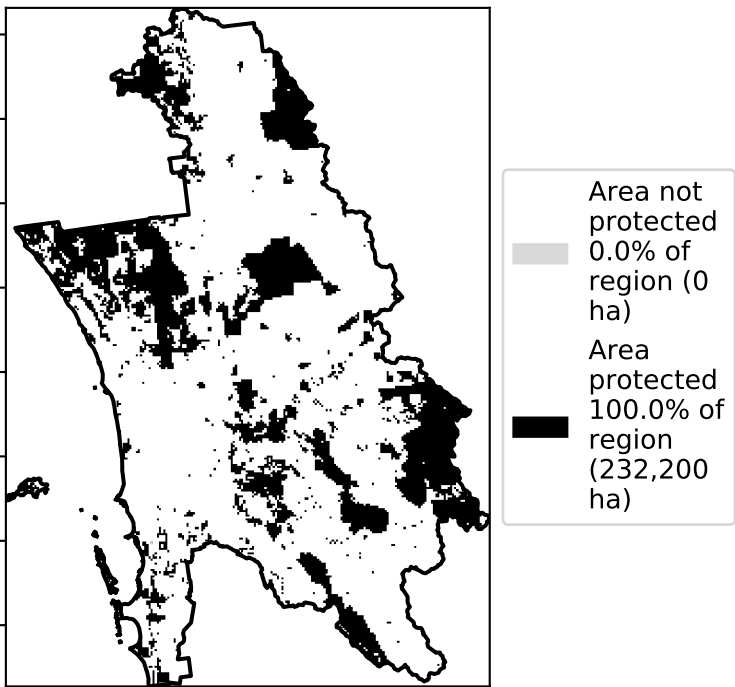 Area not
protected
0.0% of
region (0
ha)
Area
protected
100.0% of
region
(232,200
ha)